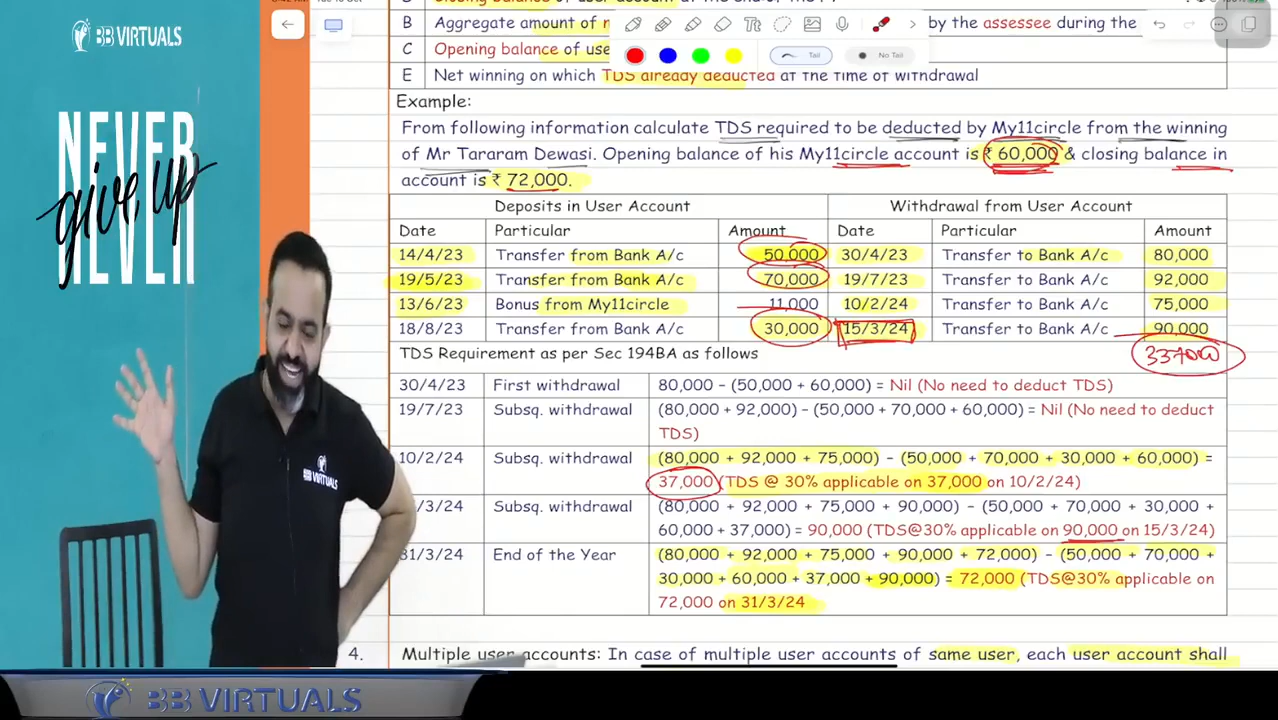 BB VIRTUALS
NEVER
give up
NEVER
B Aggregate amount of by the assessee during the
C Opening balance of use
E Net winning on which TDS already deducted at the time of withdrawal
Tail
No Tail
Example:
From following information calculate TDS required to be deducted by My11circle from the winning
of Mr Tararam Dewasi. Opening balance of his My11circle account is ₹ 60,000 & closing balance in
account is ₹ 72,000.
Deposits in User Account Withdrawal from User Account
Date Particular Amount Date Particular Amount
14/4/23 Transfer from Bank A/c 50,000 30/4/23 Transfer to Bank A/c 80,000
19/5/23 Transfer from Bank A/c 70,000 19/7/23 Transfer to Bank A/c 92,000
13/6/23 Bonus from My11circle 11,000 10/2/24 Transfer to Bank A/c 75,000
18/8/23 Transfer from Bank A/c 30,000 15/3/24 Transfer to Bank A/c 90,000
337000
TDS Requirement as per Sec 194BA as follows
30/4/23 First withdrawal 80,000 – (50,000 + 60,000) = Nil (No need to deduct TDS)
19/7/23 Subsq. withdrawal (80,000 + 92,000) – (50,000 + 70,000 + 60,000) = Nil (No need to deduct
TDS)
10/2/24 Subsq. withdrawal (80,000 + 92,000 + 75,000) – (50,000 + 70,000 + 30,000 + 60,000) =
37,000 (TDS @ 30% applicable on 37,000 on 10/2/24)
/3/24 Subsq. withdrawal (80,000 + 92,000 + 75,000 + 90,000) – (50,000 + 70,000 + 30,000 +
60,000 + 37,000) = 90,000 (TDS@30% applicable on 90,000 on 15/3/24)
31/3/24 End of the Year (80,000 + 92,000 + 75,000 + 90,000 + 72,000) – (50,000 + 70,000 +
30,000 + 60,000 + 37,000 + 90,000) = 72,000 (TDS@30% applicable on
72,000 on 31/3/24
4. Multiple user accounts: In case of multiple user accounts of same user, each user account shall
BB VIRTUALS
BB VIRTUALS